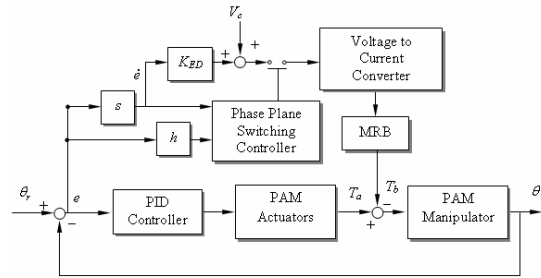 V_c
Voltage to
Current
Converter
K_ED
ė
+
+
s
Phase Plane
Switching
Controller
h
MRB
θ_r
+
−
e
PID
Controller
PAM
Actuators
T_a
+
T_b
−
PAM
Manipulator
θ